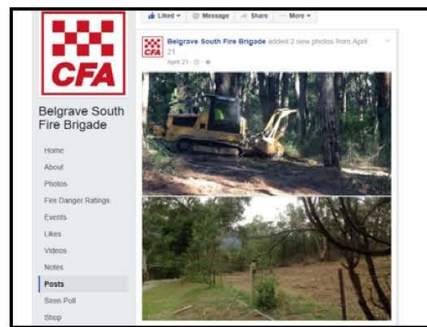 Liked Message Share More
CFA
Belgrave South Fire Brigade added 2 new photos from April
21.
April 21
CFA
Belgrave South
Fire Brigade
Home
About
Photos
Fire Danger Ratings
Events
Likes
Videos
Notes
Posts
Siren Poll
Shop